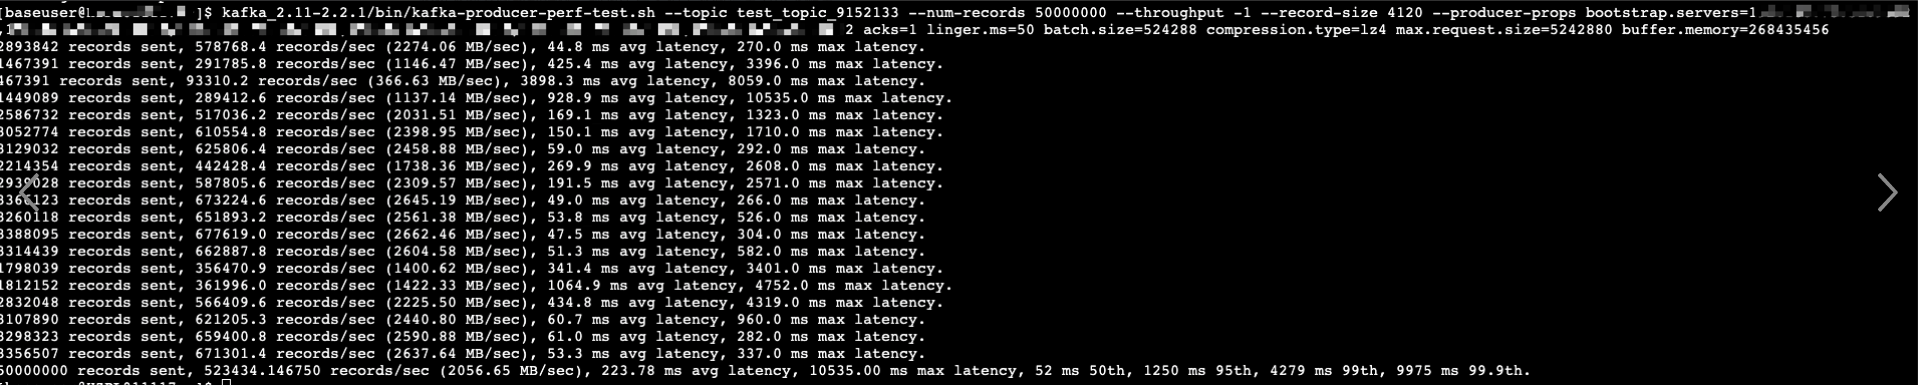 [baseuser@ ]$ kafka_2.11-2.2.1/bin/kafka-producer-perf-test.sh --topic test_topic_9152133 --num-records 50000000 --throughput -1 --record-size 4120 --producer-props bootstrap.servers=1
2 acks=1 linger.ms=50 batch.size=524288 compression.type=lz4 max.request.size=5242880 buffer.memory=268435456
2893842 records sent, 578768.4 records/sec (2274.06 MB/sec), 44.8 ms avg latency, 270.0 ms max latency.
1467391 records sent, 291785.8 records/sec (1146.47 MB/sec), 425.4 ms avg latency, 3396.0 ms max latency.
467391 records sent, 93310.2 records/sec (366.63 MB/sec), 3898.3 ms avg latency, 8059.0 ms max latency.
1449089 records sent, 289412.6 records/sec (1137.14 MB/sec), 928.9 ms avg latency, 10535.0 ms max latency.
2586732 records sent, 517036.2 records/sec (2031.51 MB/sec), 169.1 ms avg latency, 1323.0 ms max latency.
3052774 records sent, 610554.8 records/sec (2398.95 MB/sec), 150.1 ms avg latency, 1710.0 ms max latency.
3129032 records sent, 625806.4 records/sec (2458.88 MB/sec), 59.0 ms avg latency, 292.0 ms max latency.
2214354 records sent, 442428.4 records/sec (1738.36 MB/sec), 269.9 ms avg latency, 2608.0 ms max latency.
2939028 records sent, 587805.6 records/sec (2309.57 MB/sec), 191.5 ms avg latency, 2571.0 ms max latency.
3366123 records sent, 673224.6 records/sec (2645.19 MB/sec), 49.0 ms avg latency, 266.0 ms max latency.
3260118 records sent, 651893.2 records/sec (2561.38 MB/sec), 53.8 ms avg latency, 526.0 ms max latency.
3388095 records sent, 677619.0 records/sec (2662.46 MB/sec), 47.5 ms avg latency, 304.0 ms max latency.
3314439 records sent, 662887.8 records/sec (2604.58 MB/sec), 51.3 ms avg latency, 582.0 ms max latency.
1798039 records sent, 356470.9 records/sec (1400.62 MB/sec), 341.4 ms avg latency, 3401.0 ms max latency.
1812152 records sent, 361996.0 records/sec (1422.33 MB/sec), 1064.9 ms avg latency, 4752.0 ms max latency.
2832048 records sent, 566409.6 records/sec (2225.50 MB/sec), 434.8 ms avg latency, 4319.0 ms max latency.
3107890 records sent, 621205.3 records/sec (2440.80 MB/sec), 60.7 ms avg latency, 960.0 ms max latency.
3298323 records sent, 659400.8 records/sec (2590.88 MB/sec), 61.0 ms avg latency, 282.0 ms max latency.
3356507 records sent, 671301.4 records/sec (2637.64 MB/sec), 53.3 ms avg latency, 337.0 ms max latency.
50000000 records sent, 523434.146750 records/sec (2056.65 MB/sec), 223.78 ms avg latency, 10535.00 ms max latency, 52 ms 50th, 1250 ms 95th, 4279 ms 99th, 9975 ms 99.9th.